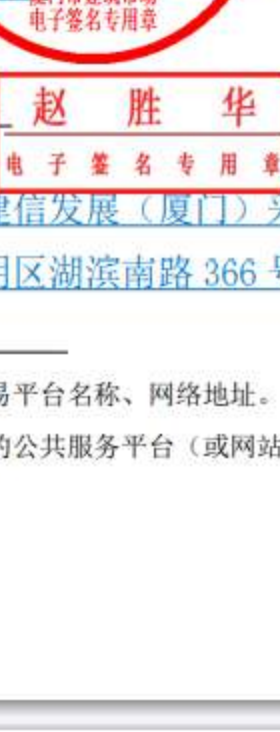 电子签名专用章
赵胜华
电子签名专用章
建信发展（厦门）
明区湖滨南路 366 号
易平台名称、网络地址。
的公共服务平台（或网站